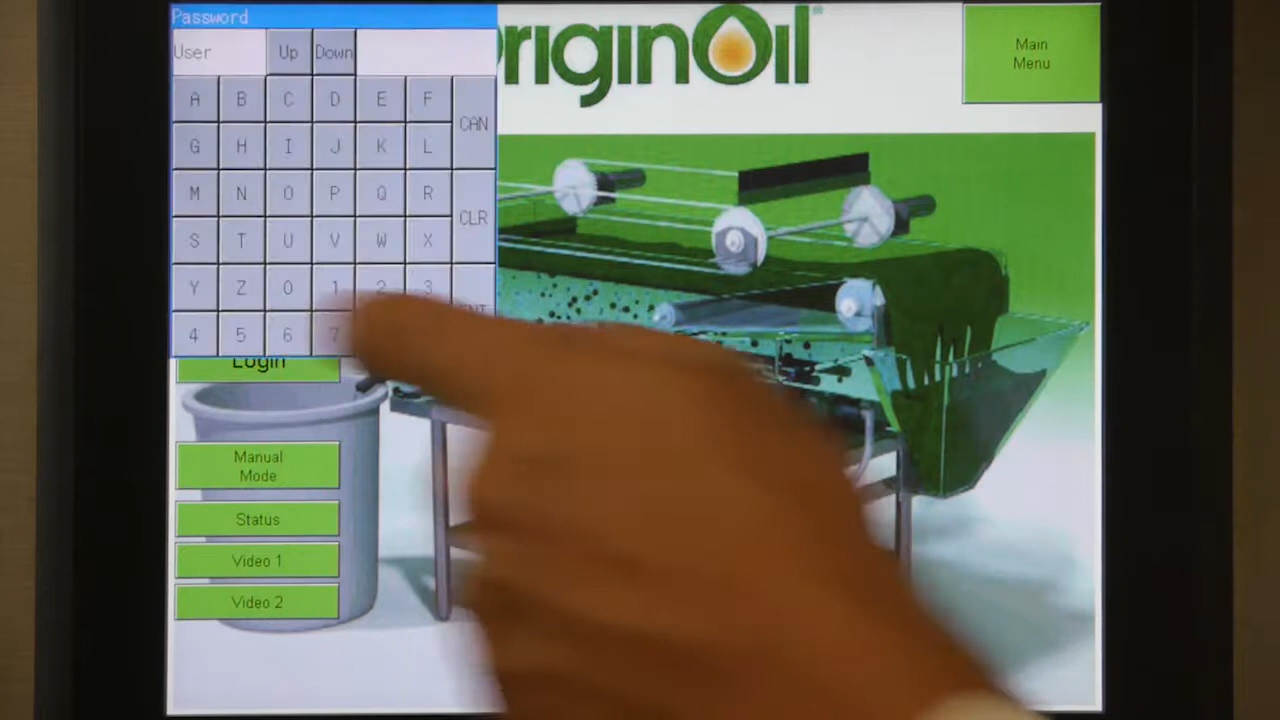 Password
User Up Down
A B C D E F
CAN
G H I J K L
M N O P Q R
CLR
S T U V W X
Y Z 0 1 2 3
4 5 6 7
riginOil®
Main
Menu
Login
Manual
Mode
Status
Video 1
Video 2